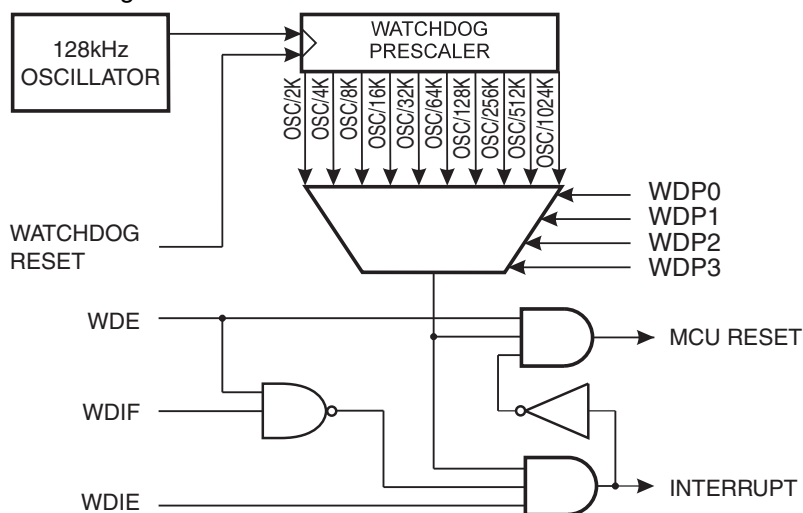 128kHz
OSCILLATOR
WATCHDOG
PRESCALER
OSC/2K
OSC/4K
OSC/8K
OSC/16K
OSC/32K
OSC/64K
OSC/128K
OSC/256K
OSC/512K
OSC/1024K
WDP0
WDP1
WDP2
WDP3
WATCHDOG
RESET
WDE
MCU RESET
WDIF
WDIE
INTERRUPT